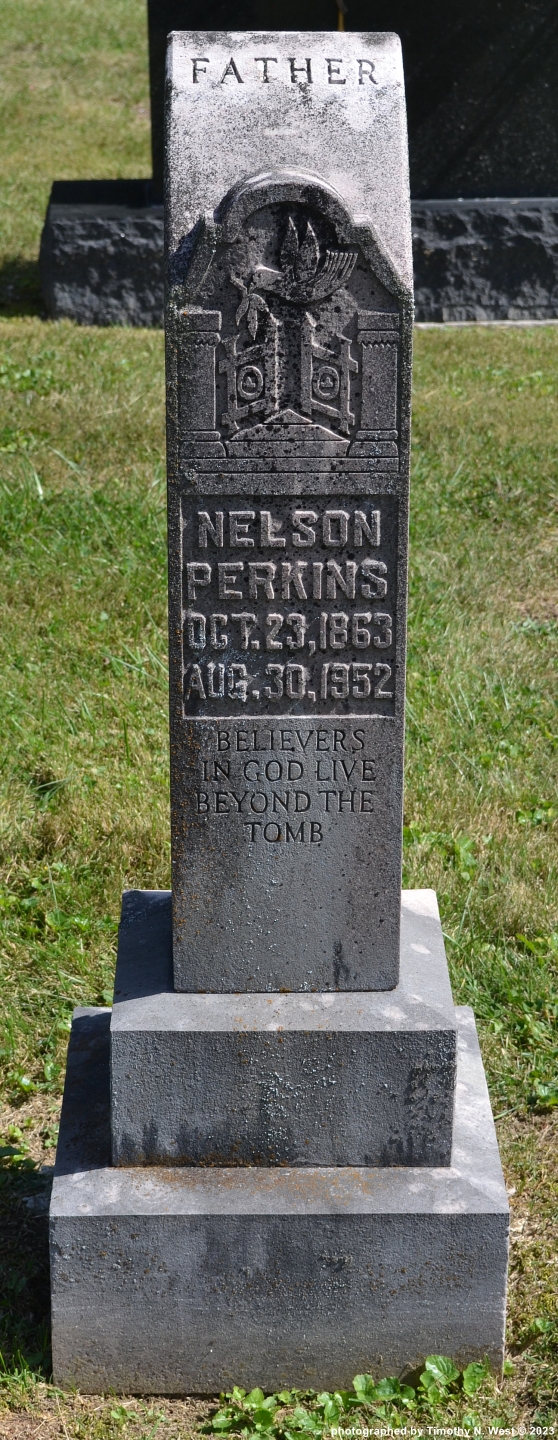 FATHER
NELSON
PERKINS
OCT. 23, 1863
AUG. 30, 1952
BELIEVERS
IN GOD LIVE
BEYOND THE
TOMB
photographed by Timothy N. West © 2023